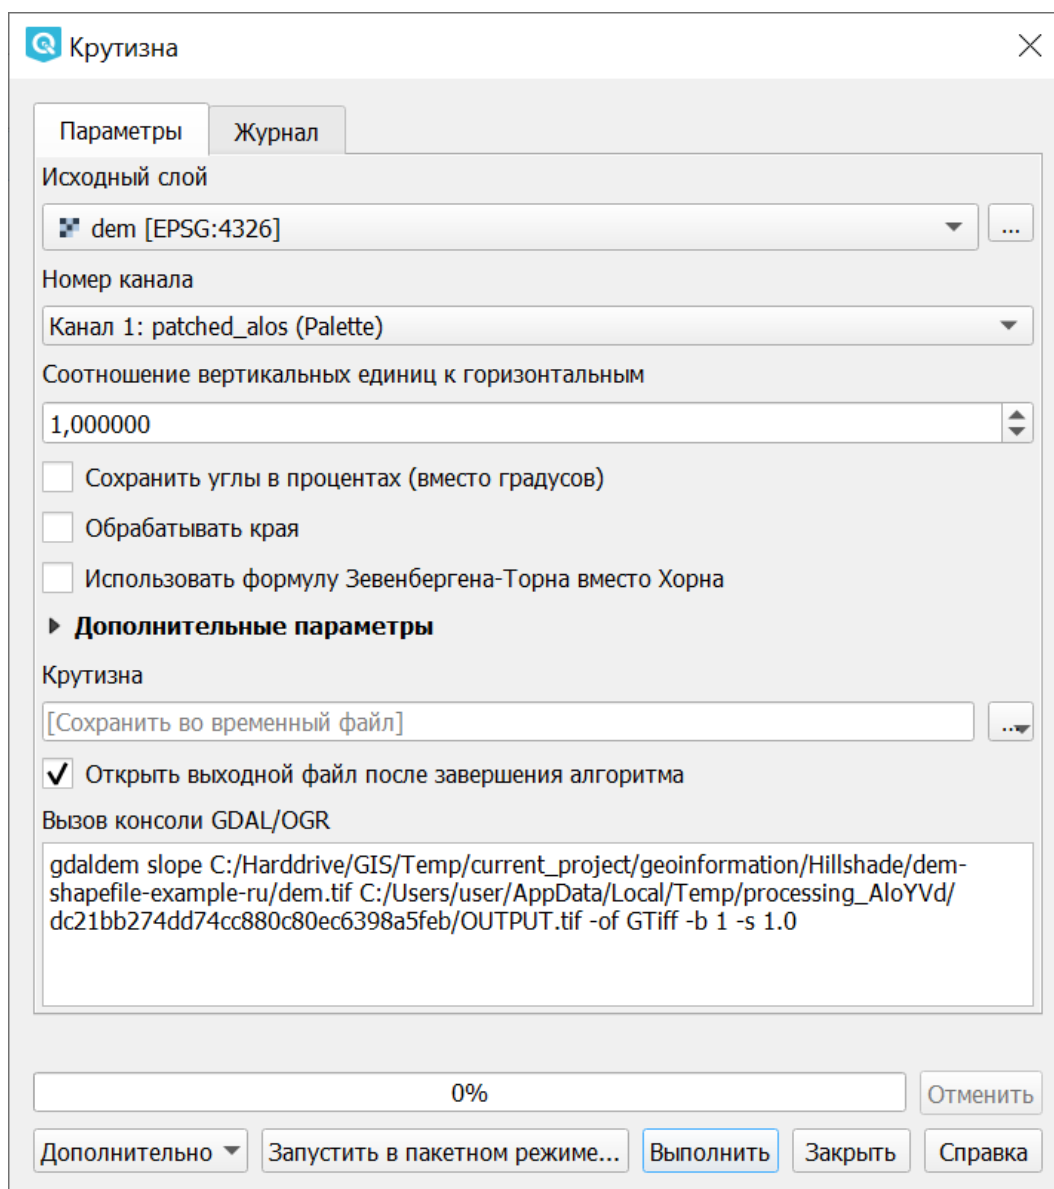 Крутизна
Параметры
Журнал
Исходный слой
dem [EPSG:4326]
...
Номер канала
Канал 1: patched_alos (Palette)
Соотношение вертикальных единиц к горизонтальным
1,000000
Сохранить углы в процентах (вместо градусов)
Обрабатывать края
Использовать формулу Зевенбергена-Торна вместо Хорна
Дополнительные параметры
Крутизна
[Сохранить во временный файл]
...
Открыть выходной файл после завершения алгоритма
Вызов консоли GDAL/OGR
gdaldem slope C:/Harddrive/GIS/Temp/current_project/geoinformation/Hillshade/dem-
shapefile-example-ru/dem.tif C:/Users/user/AppData/Local/Temp/processing_AloYVd/
dc21bb274dd74cc880c80ec6398a5feb/OUTPUT.tif -of GTiff -b 1 -s 1.0
0%
Отменить
Дополнительно
Запустить в пакетном режиме...
Выполнить
Закрыть
Справка